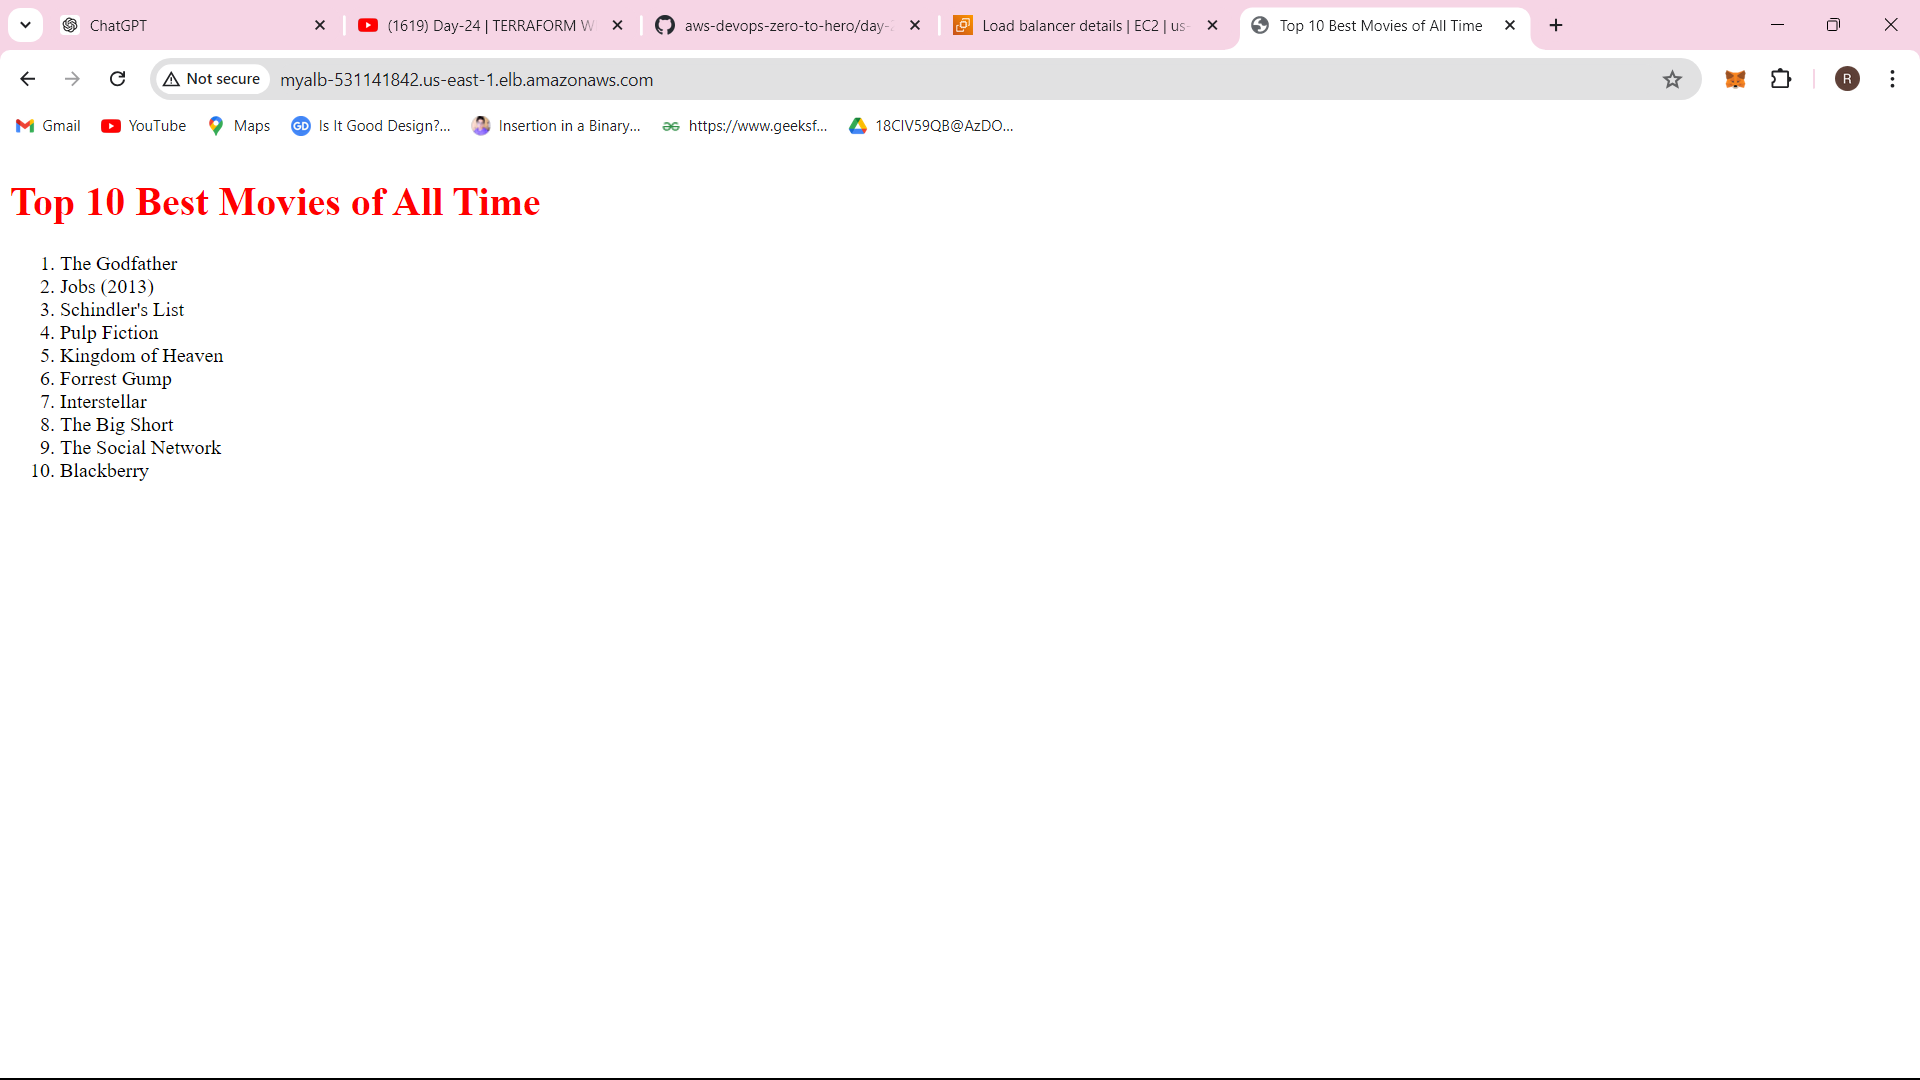 ChatGPT
(1619) Day-24 | TERRAFORM W
aws-devops-zero-to-hero/day-
Load balancer details | EC2 | us-
Top 10 Best Movies of All Time
Not secure
myalb-531141842.us-east-1.elb.amazonaws.com
R
Gmail
YouTube
Maps
GD
Is It Good Design?...
Insertion in a Binary...
https://www.geeksf...
18CIV59QB@AzDO...
Top 10 Best Movies of All Time
1. The Godfather
2. Jobs (2013)
3. Schindler's List
4. Pulp Fiction
5. Kingdom of Heaven
6. Forrest Gump
7. Interstellar
8. The Big Short
9. The Social Network
10. Blackberry